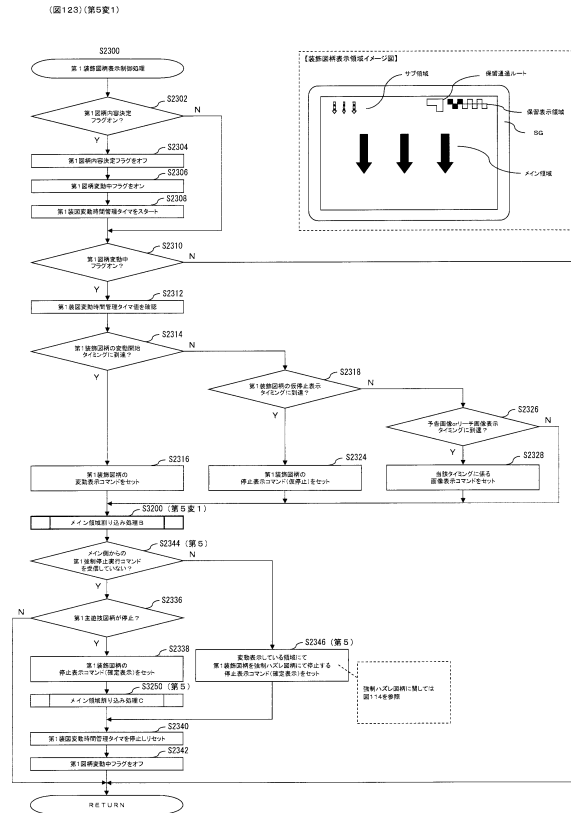 (図123)(第5変1)
S2300
第1装飾図柄表示制御処理
S2302
第1図柄内容決定
フラグオン?
N
Y
S2304
第1図柄内容決定フラグをオフ
S2306
第1図柄変動中フラグをオン
S2308
第1装図変動時間管理タイマをスタート
S2310
第1図柄変動中
フラグオン?
N
Y
S2312
第1装図変動時間管理タイマ値を確認
S2314
第1装飾図柄の変動開始
タイミングに到達?
N
Y
S2318
第1装飾図柄の仮停止表示
タイミングに到達?
N
Y
S2326
予告画像orリーチ画像表示
タイミングに到達?
N
Y
S2316
第1装飾図柄の
変動表示コマンドをセット
S2324
第1装飾図柄の
停止表示コマンド(仮停止)をセット
S2328
当該タイミングに係る
画像表示コマンドをセット
S3200 (第5変1)
メイン領域割り込み処理B
S2344 (第5)
メイン側からの
第1強制停止実行コマンド
を受信していない?
N
Y
S2336
第1主遊技図柄が停止?
N
Y
S2338
第1装飾図柄の
停止表示コマンド(確定表示)をセット
S2346 (第5)
変動表示している領域にて
第1装飾図柄を強制ハズレ図柄にて停止する
停止表示コマンド(確定表示)をセット
強制ハズレ図柄に関しては
図114を参照
S3250 (第5)
メイン領域割り込み処理C
S2340
第1装図変動時間管理タイマを停止しリセット
S2342
第1図柄変動中フラグをオフ
RETURN
【装飾図柄表示領域イメージ図】
サブ領域
保留通過ルート
保留表示領域
SG
メイン領域